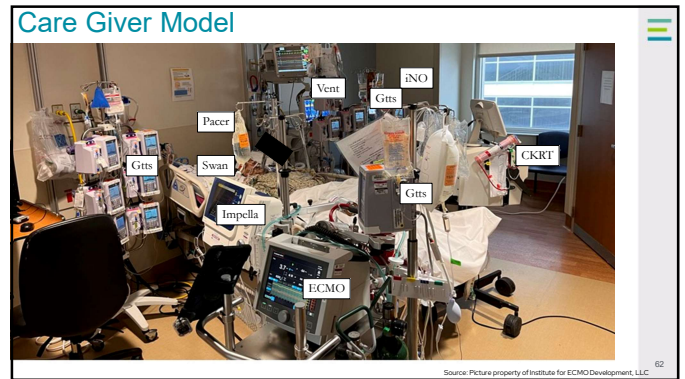 Care Giver Model
iNO
Vent
Gtts
Pacer
CKRT
Gtts
Swan
Gtts
Impella
ECMO
62
Source: Picture property of Institute for ECMO Development, LLC